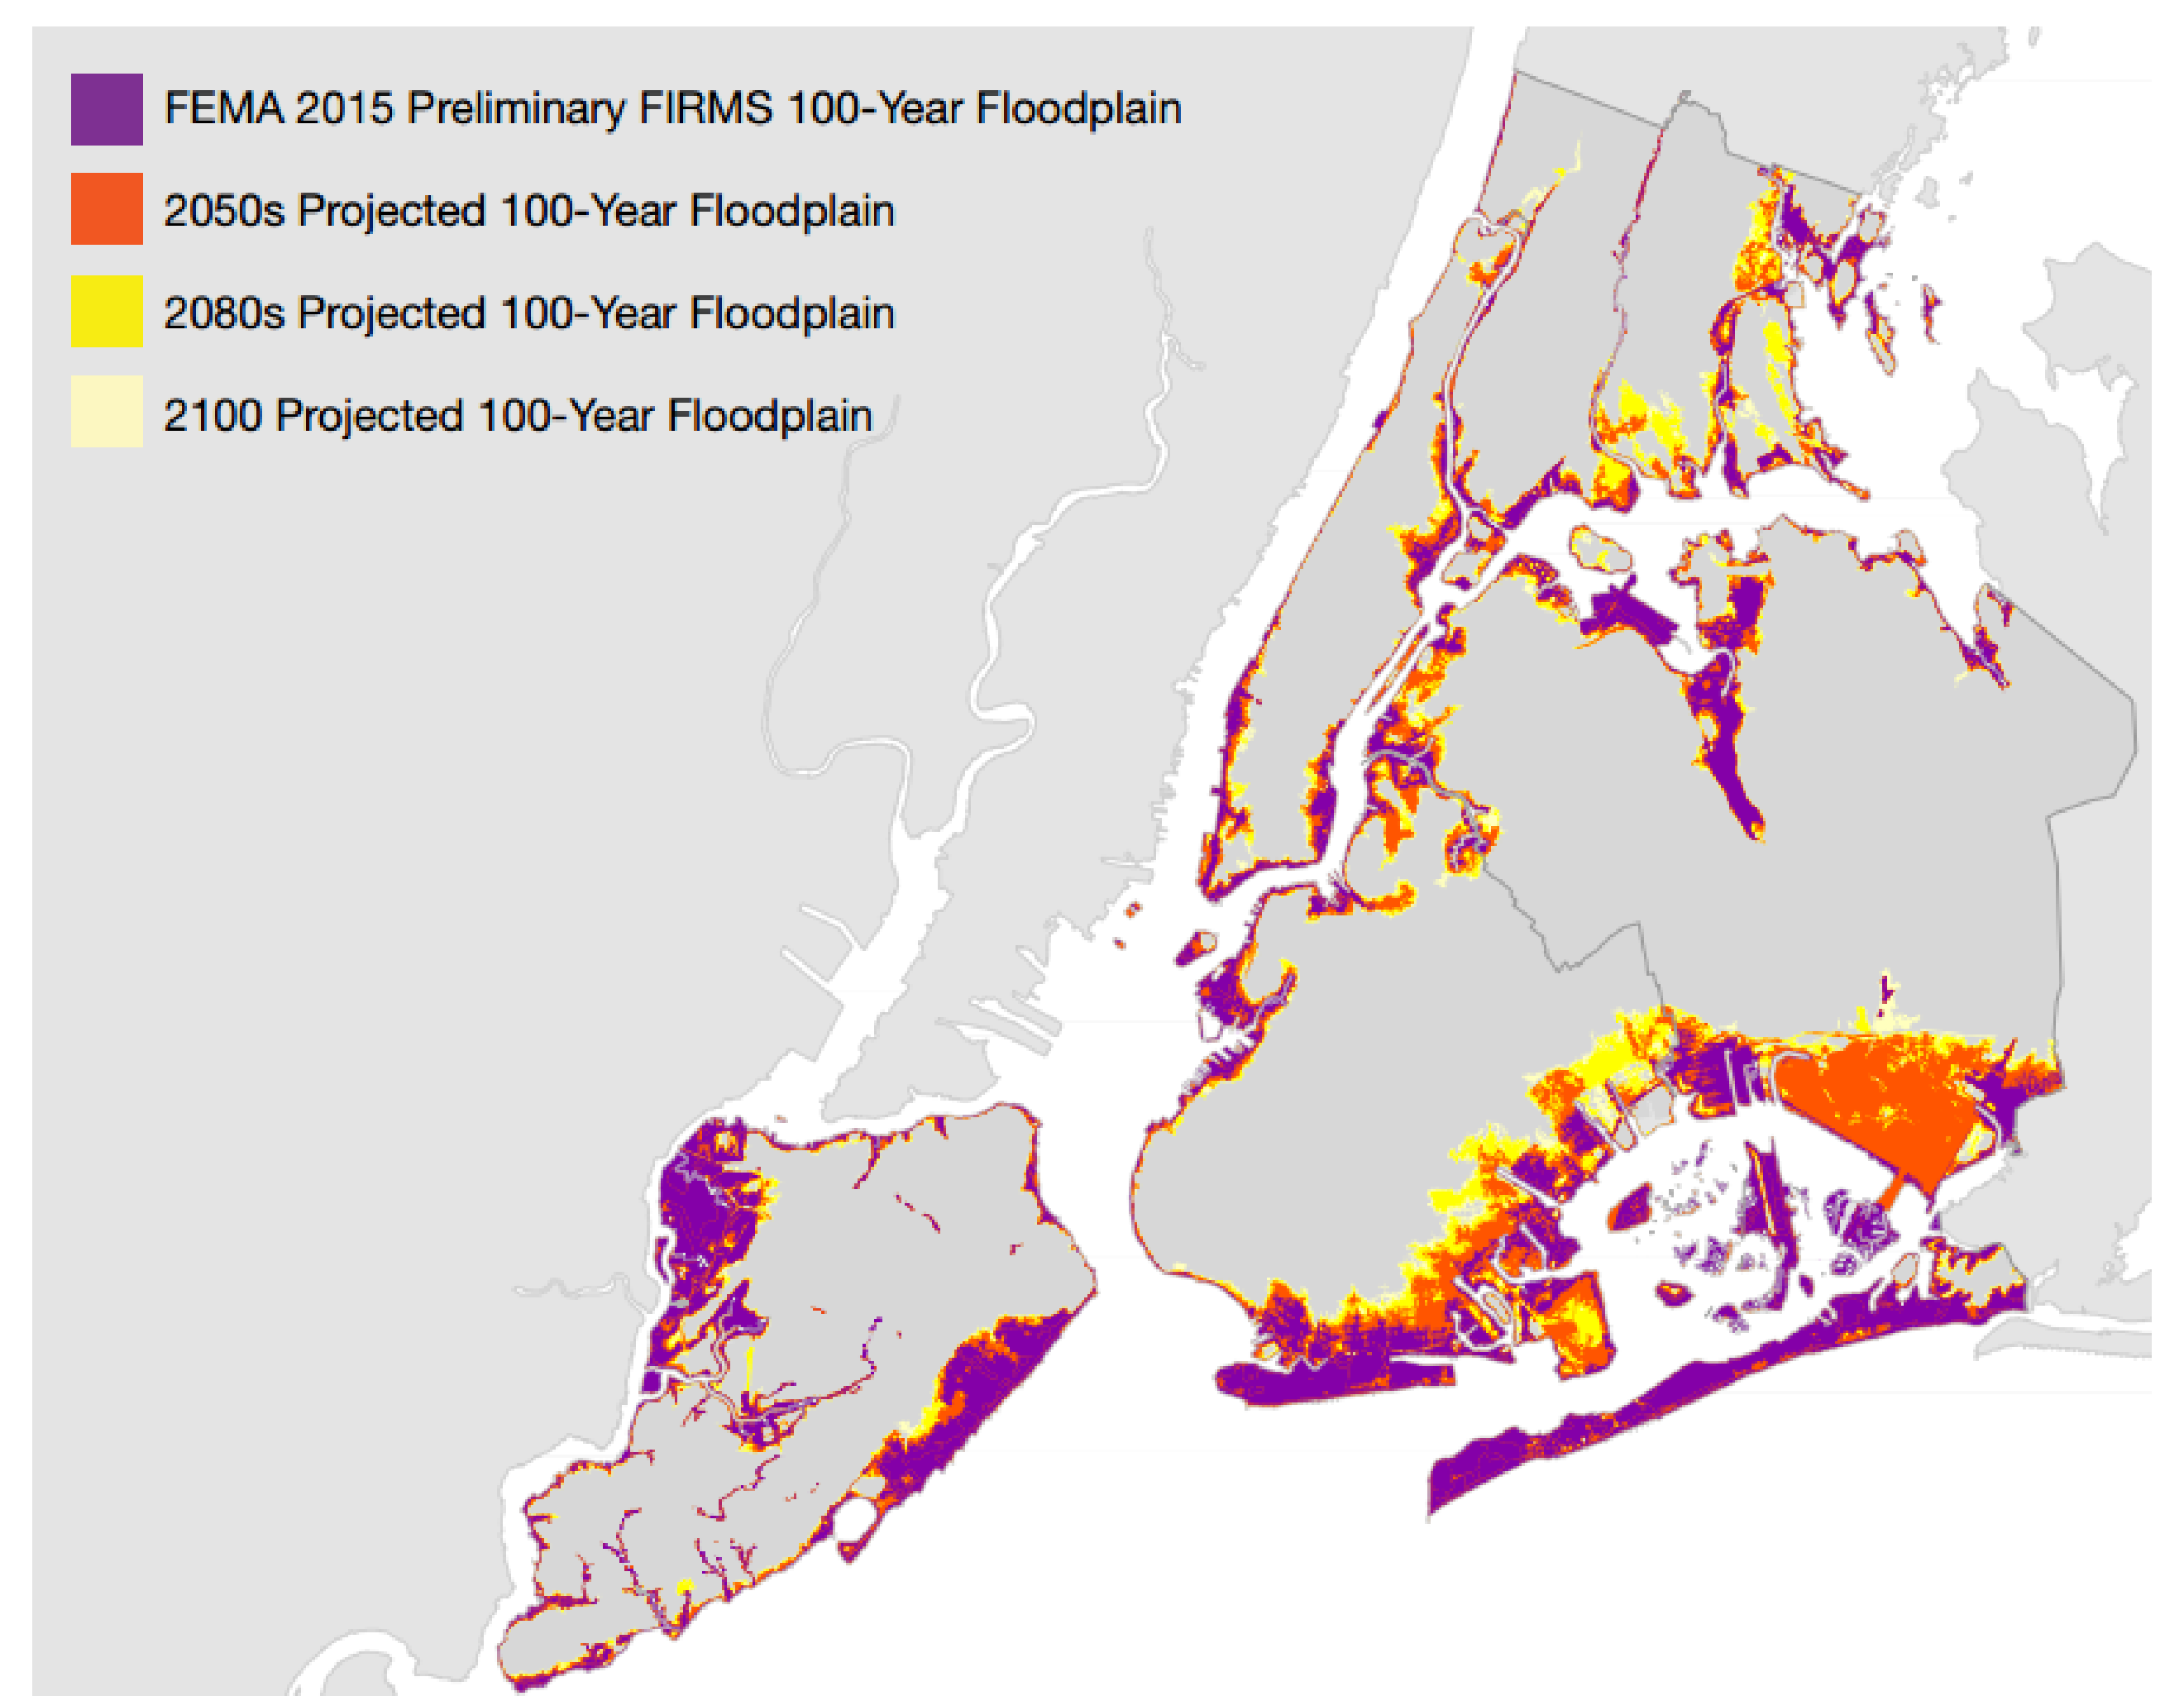 FEMA 2015 Preliminary FIRMS 100-Year Floodplain
2050s Projected 100-Year Floodplain
2080s Projected 100-Year Floodplain
2100 Projected 100-Year Floodplain